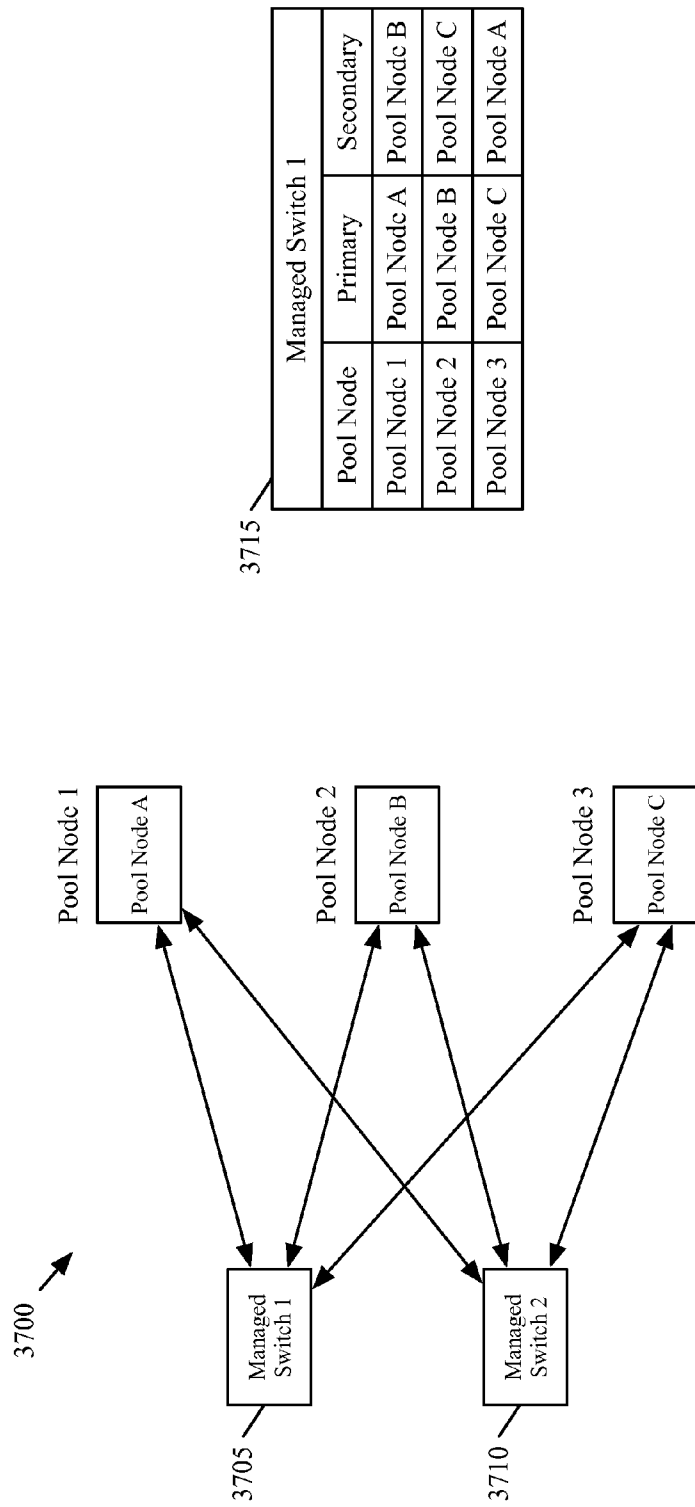 3700
3705
Managed
Switch 1
3710
Managed
Switch 2
Pool Node 1
Pool Node A
Pool Node 2
Pool Node B
Pool Node 3
Pool Node C
3715
Managed Switch 1
Pool Node Primary Secondary
Pool Node 1 Pool Node A Pool Node B
Pool Node 2 Pool Node B Pool Node C
Pool Node 3 Pool Node C Pool Node A